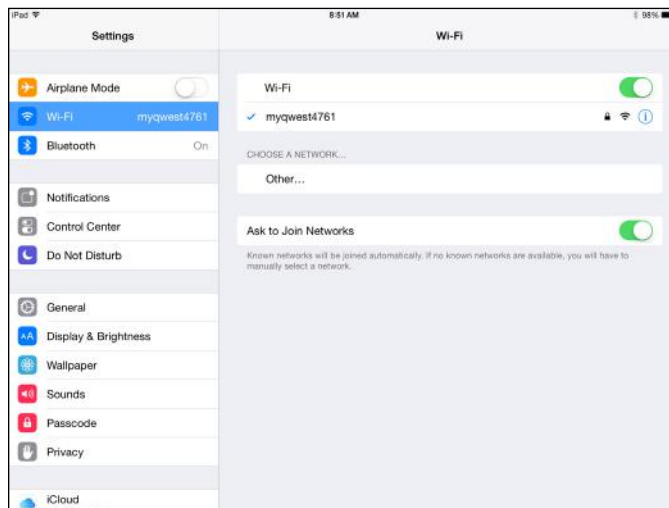 iPad 8:51 AM 98%
Settings Wi-Fi
Airplane Mode
Wi-Fi myqwest4761
Bluetooth On
Notifications
Control Center
Do Not Disturb
General
AA Display & Brightness
Wallpaper
Sounds
Passcode
Privacy
iCloud
Wi-Fi
myqwest4761
CHOOSE A NETWORK...
Other...
Ask to Join Networks
Known networks will be joined automatically. If no known networks are available, you will have to
manually select a network.